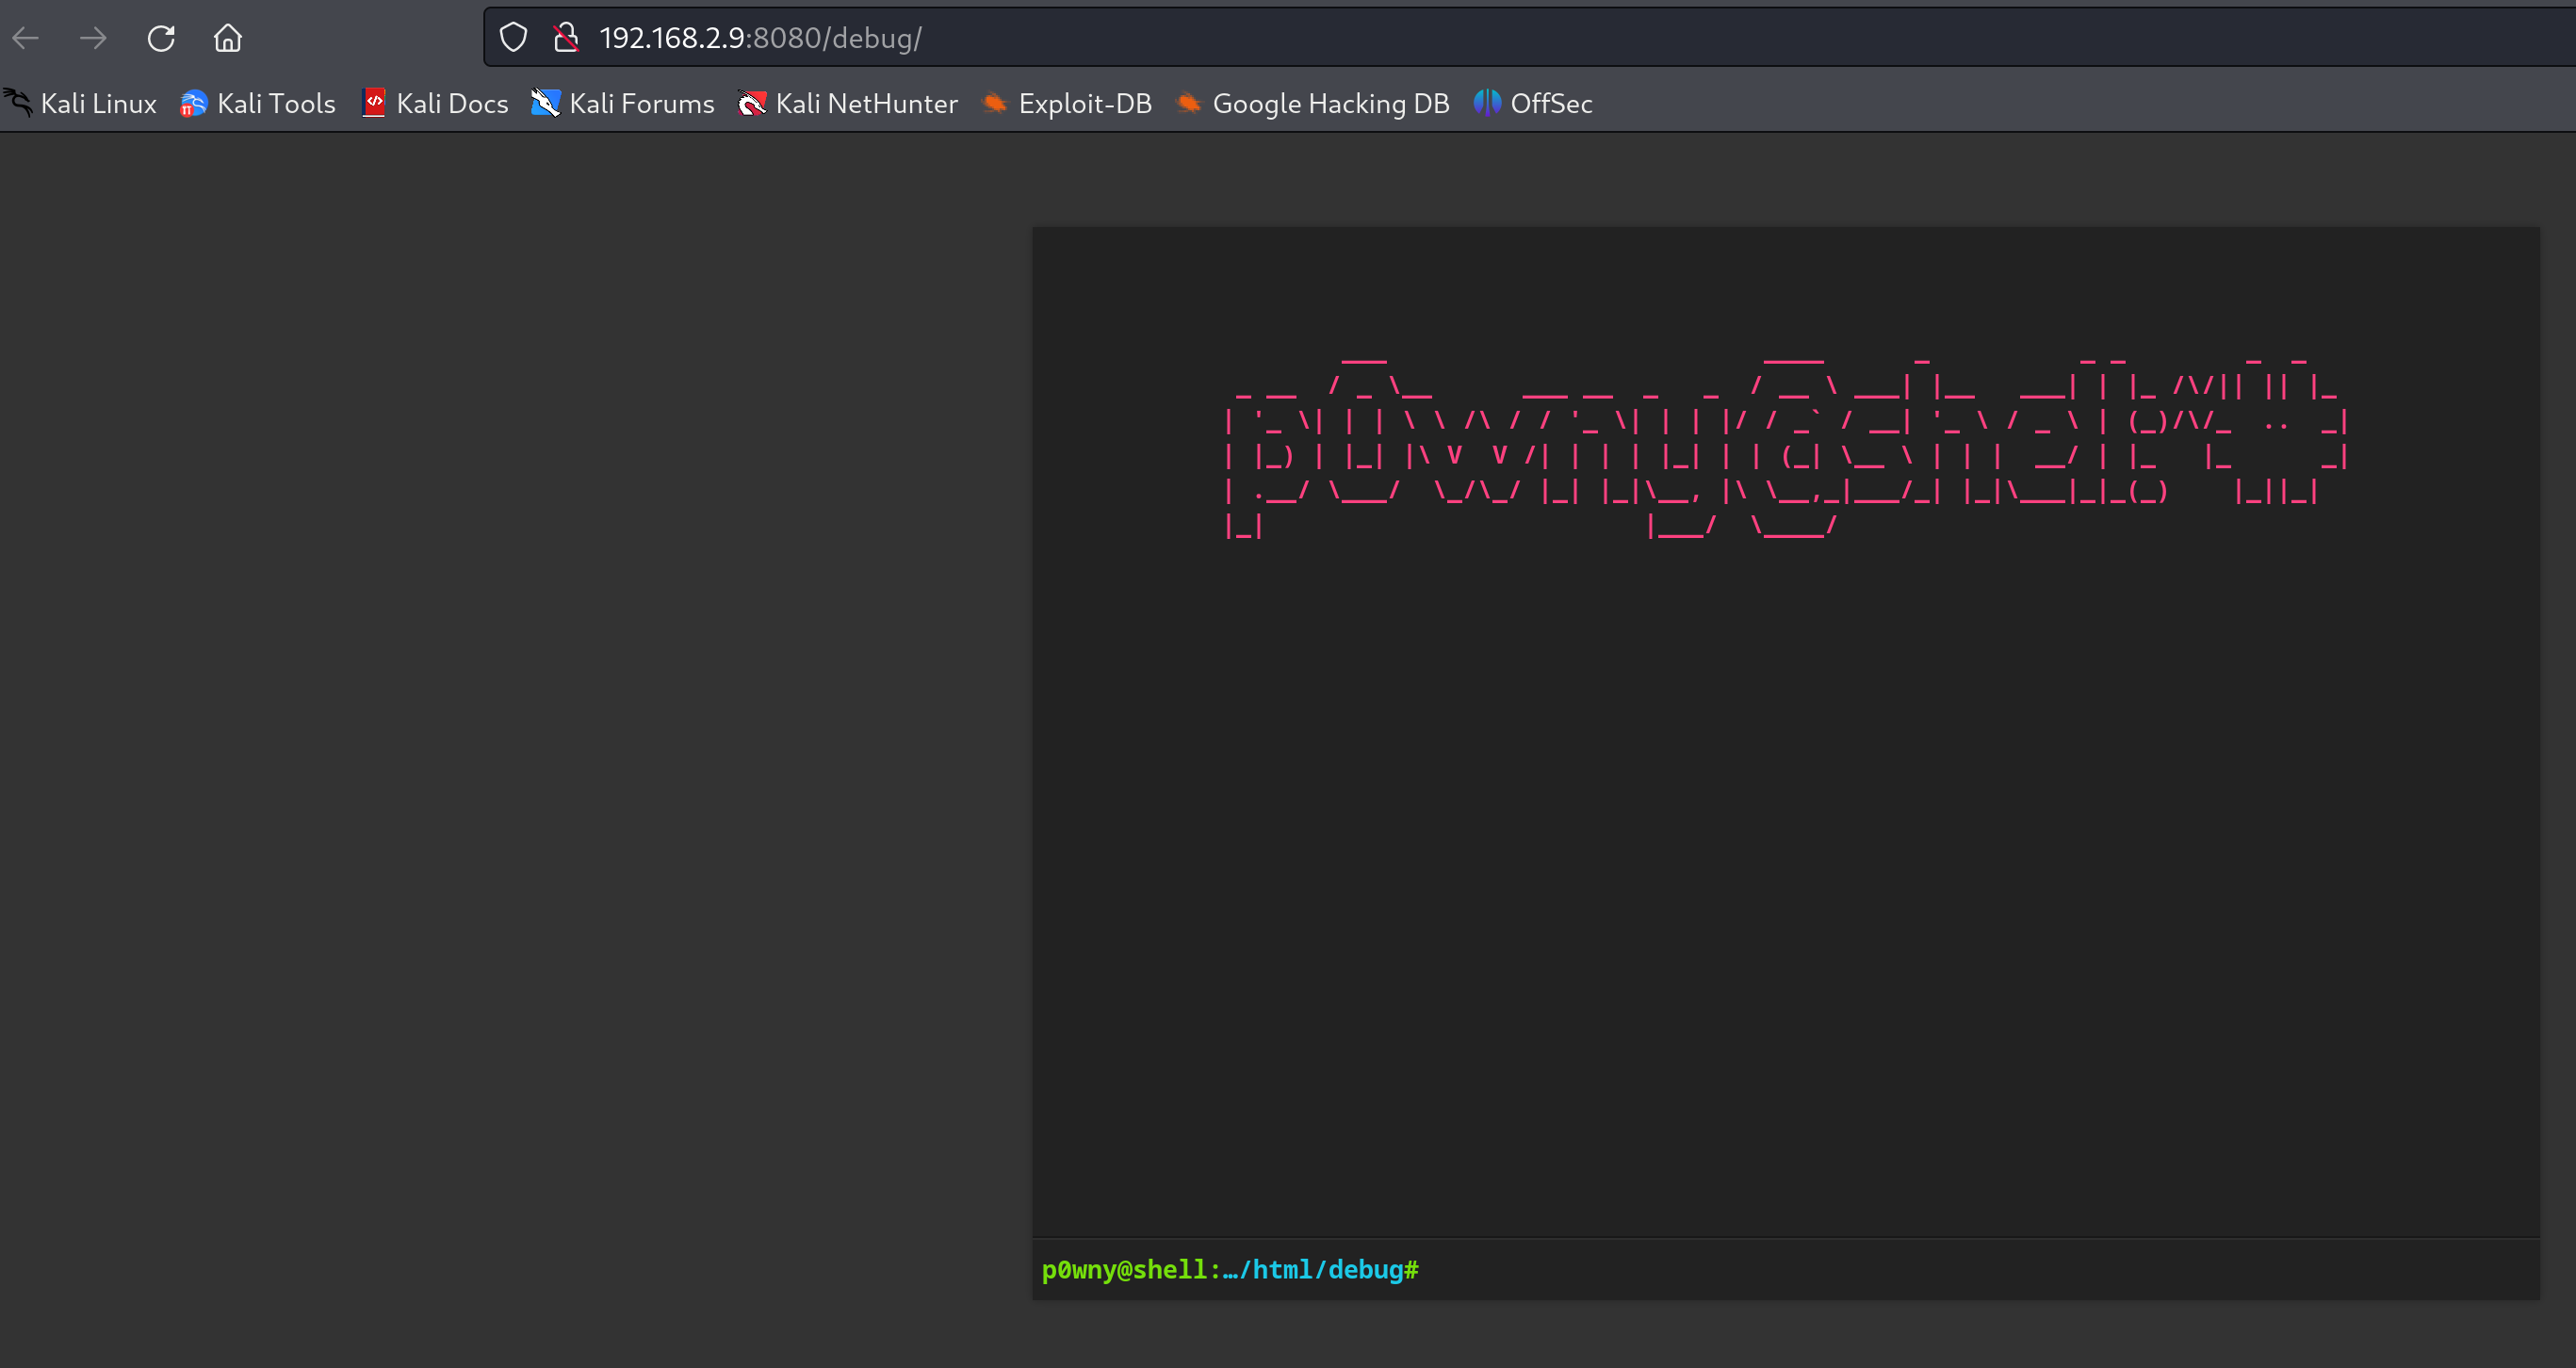 192.168.2.9:8080/debug/
Kali Linux Kali Tools Kali Docs Kali Forums Kali NetHunter Exploit-DB Google Hacking DB OffSec
p0wny@shell:~#
p0wny@shell:…/html/debug#